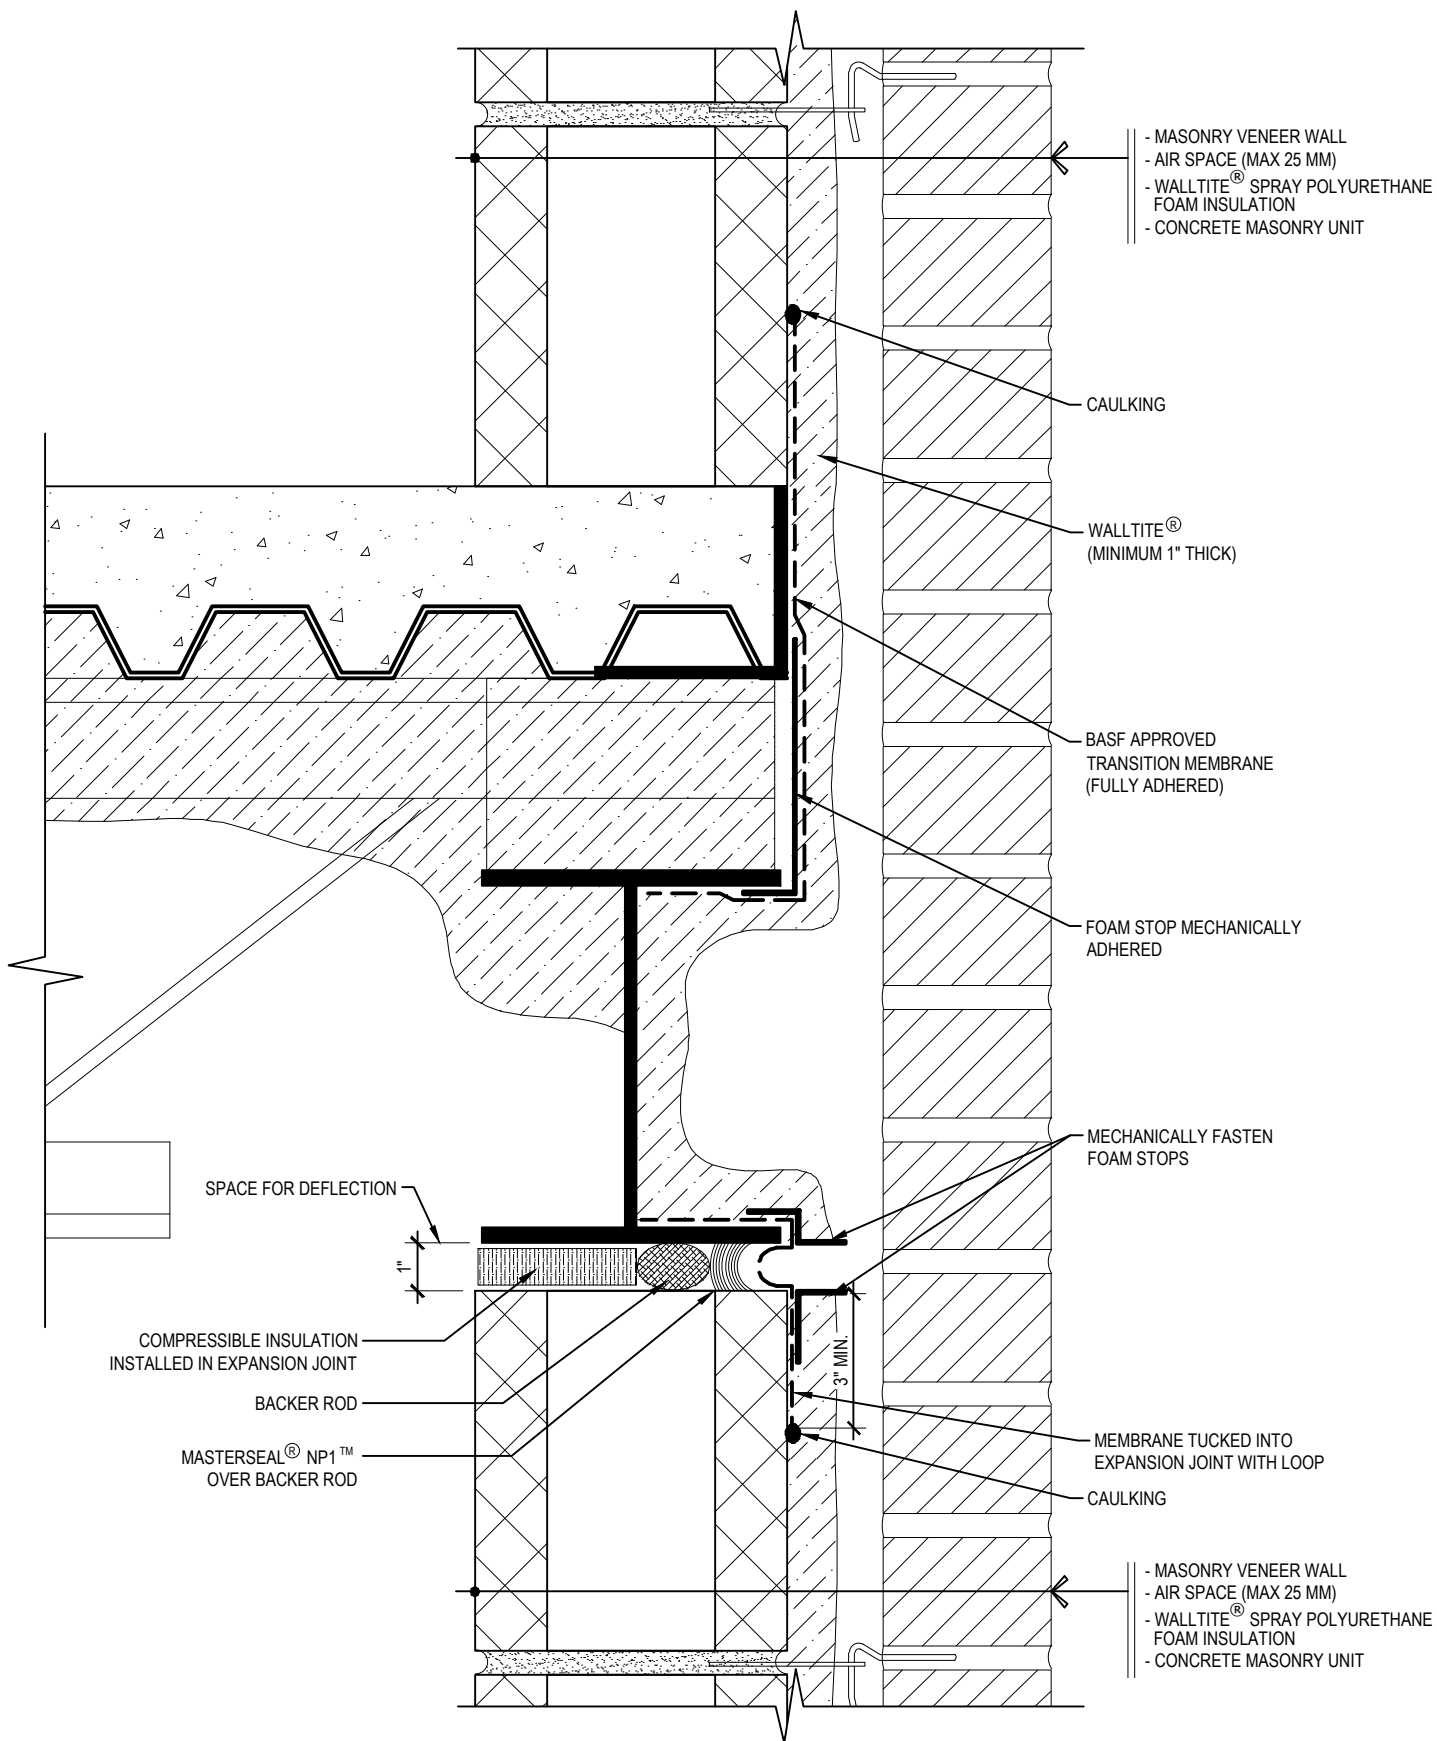 - MASONRY VENEER WALL
- AIR SPACE (MAX 25 MM)
- WALLTITE® SPRAY POLYURETHANE
FOAM INSULATION
- CONCRETE MASONRY UNIT
CAULKING
WALLTITE®
(MINIMUM 1" THICK)
BASF APPROVED
TRANSITION MEMBRANE
(FULLY ADHERED)
FOAM STOP MECHANICALLY
ADHERED
MECHANICALLY FASTEN
FOAM STOPS
SPACE FOR DEFLECTION
1"
COMPRESSIBLE INSULATION
INSTALLED IN EXPANSION JOINT
BACKER ROD
MASTERSEAL® NP1™
OVER BACKER ROD
3" MIN.
MEMBRANE TUCKED INTO
EXPANSION JOINT WITH LOOP
CAULKING
- MASONRY VENEER WALL
- AIR SPACE (MAX 25 MM)
- WALLTITE® SPRAY POLYURETHANE
FOAM INSULATION
- CONCRETE MASONRY UNIT